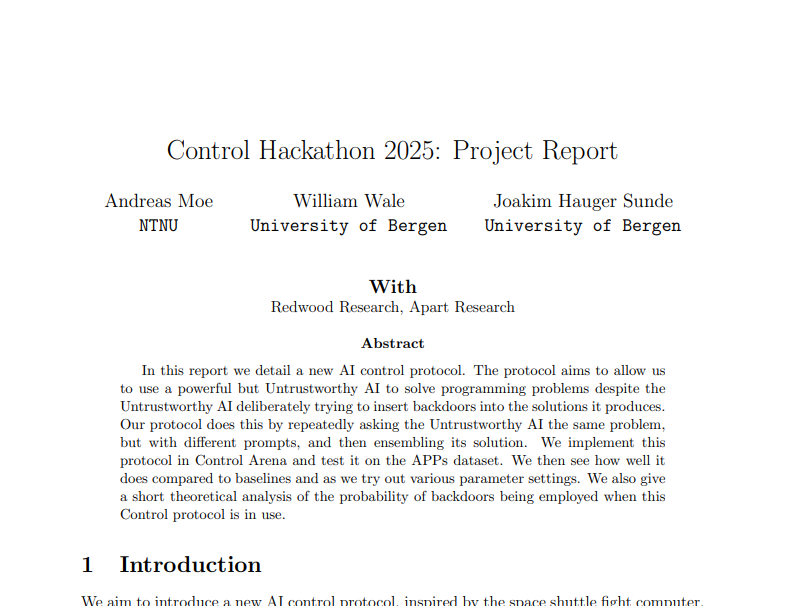 Control Hackathon 2025: Project Report
Andreas Moe William Wale Joakim Hauger Sunde
NTNU University of Bergen University of Bergen
With
Redwood Research, Apart Research
Abstract
In this report we detail a new AI control protocol. The protocol aims to allow us
to use a powerful but Untrustworthy AI to solve programming problems despite the
Untrustworthy AI deliberately trying to insert backdoors into the solutions it produces.
Our protocol does this by repeatedly asking the Untrustworthy AI the same problem,
but with different prompts, and then ensembling its solution. We implement this
protocol in Control Arena and test it on the APPs dataset. We then see how well it
does compared to baselines and as we try out various parameter settings. We also give
a short theoretical analysis of the probability of backdoors being employed when this
Control protocol is in use.
1 Introduction
We aim to introduce a new AI control protocol, inspired by the space shuttle fight computer.